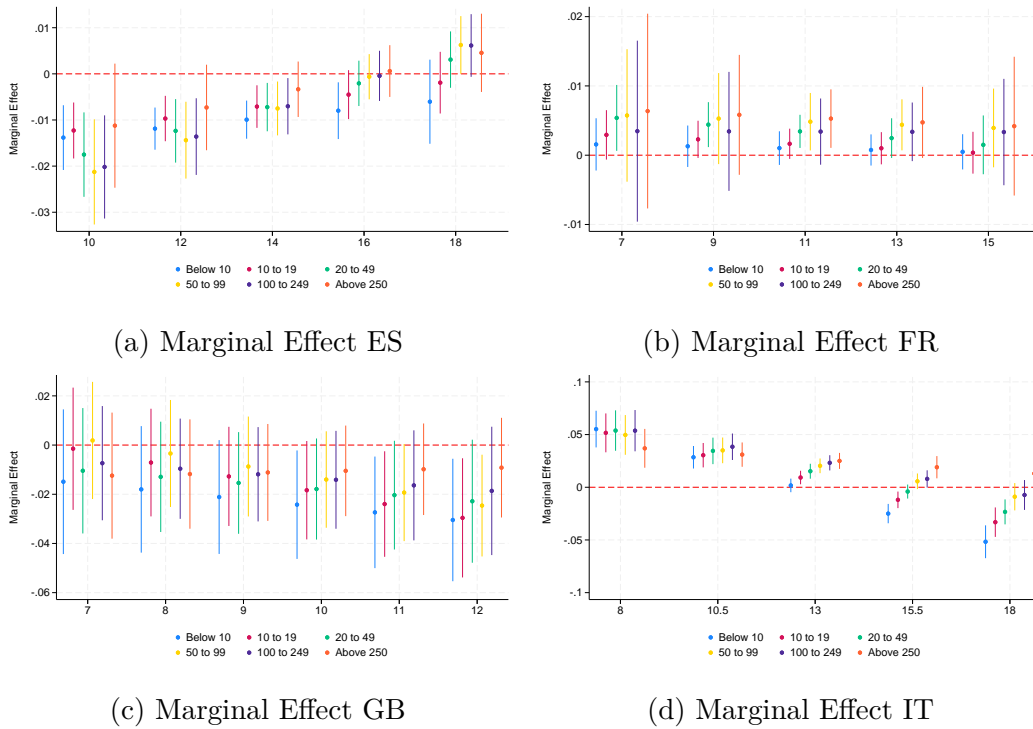 .01
0
-.01
-.02
-.03
Marginal Effect
10 12 14 16 18
Below 10 10 to 19 20 to 49
50 to 99 100 to 249 Above 250
(a) Marginal Effect ES
.02
.01
0
-.01
Marginal Effect
7 9 11 13 15
Below 10 10 to 19 20 to 49
50 to 99 100 to 249 Above 250
(b) Marginal Effect FR
.02
0
-.02
-.04
-.06
Marginal Effect
7 8 9 10 11 12
Below 10 10 to 19 20 to 49
50 to 99 100 to 249 Above 250
(c) Marginal Effect GB
.1
.05
0
-.05
-.1
Marginal Effect
8 10.5 13 15.5 18
Below 10 10 to 19 20 to 49
50 to 99 100 to 249 Above 250
(d) Marginal Effect IT